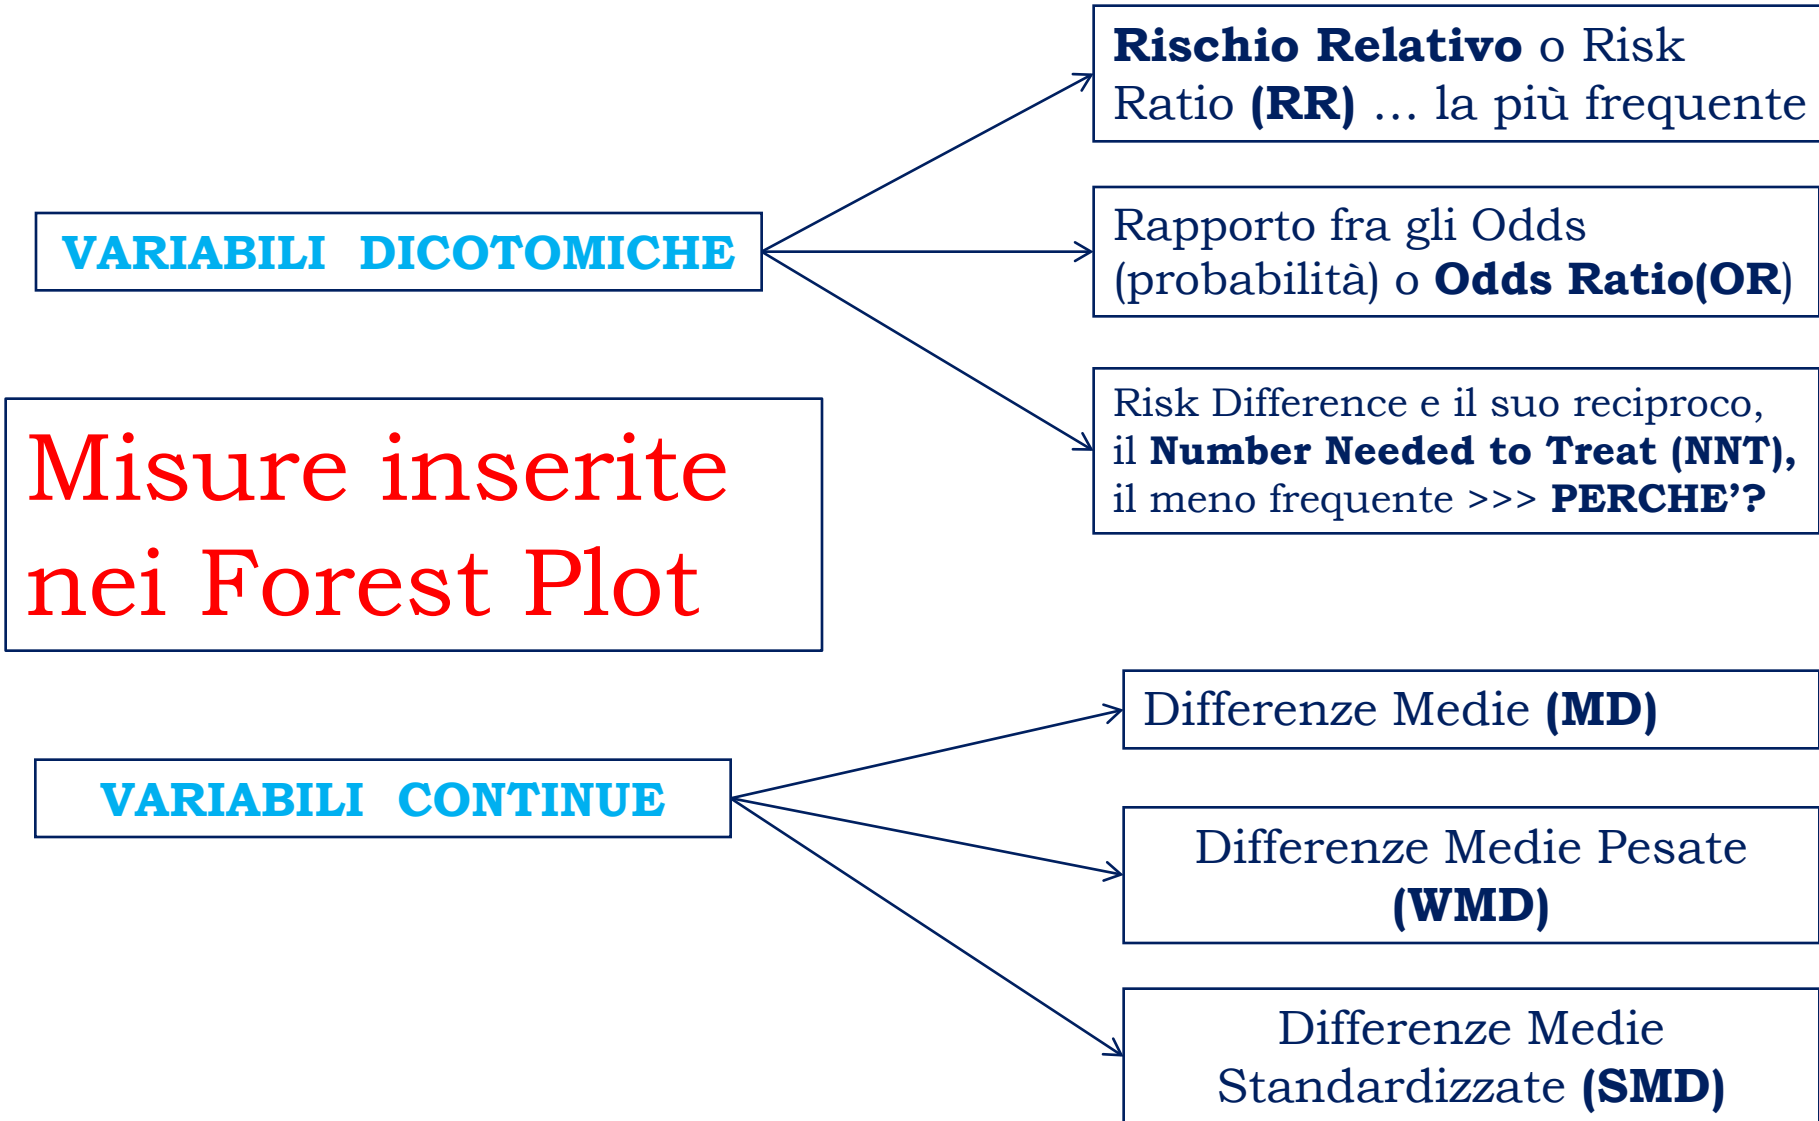 Rischio Relativo o Risk
Ratio (RR) … la più frequente
VARIABILI DICOTOMICHE
Rapporto fra gli Odds
(probabilità) o Odds Ratio(OR)
Risk Difference e il suo reciproco,
il Number Needed to Treat (NNT),
il meno frequente >>> PERCHE’?
Misure inserite
nei Forest Plot
Differenze Medie (MD)
VARIABILI CONTINUE
Differenze Medie Pesate
(WMD)
Differenze Medie
Standardizzate (SMD)